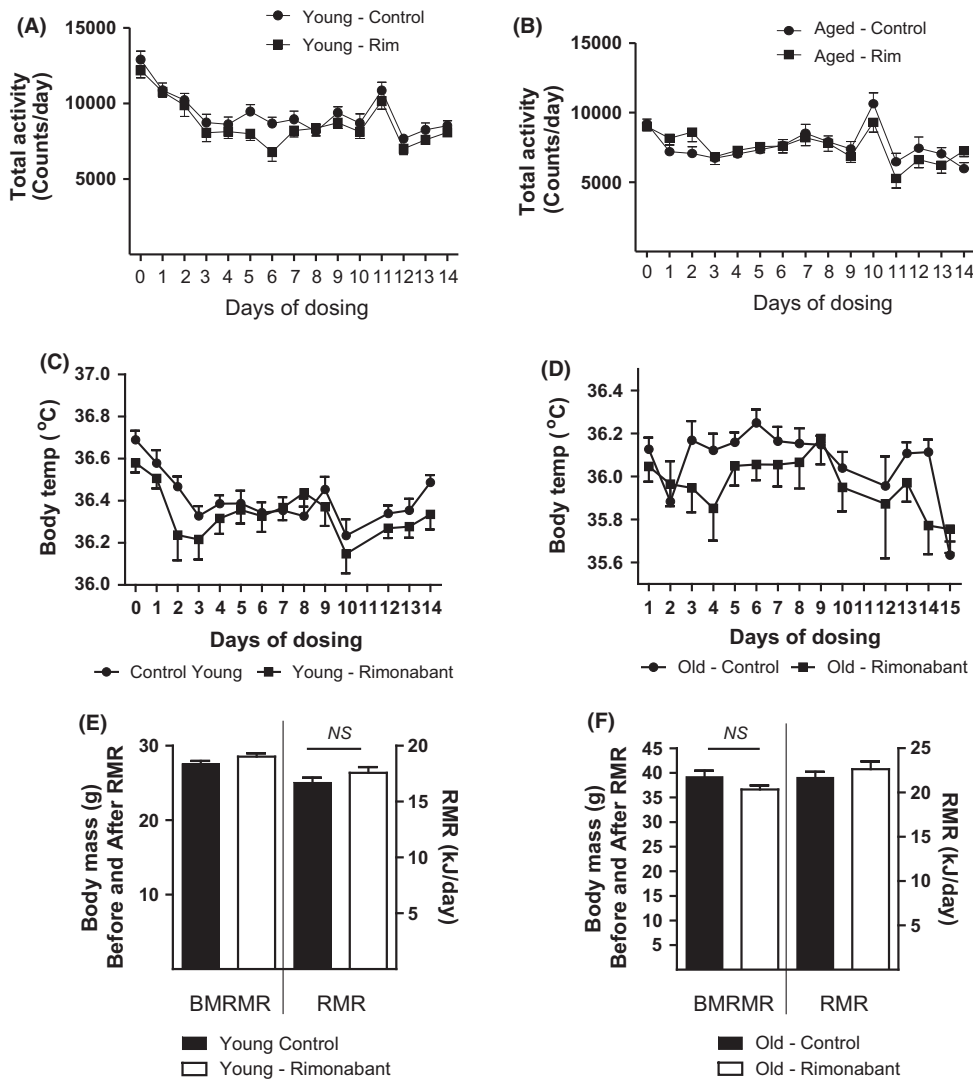 (A)
Young - Control
Young - Rim
15000
10000
5000
Total activity
(Counts/day)
0 1 2 3 4 5 6 7 8 9 10 11 12 13 14
Days of dosing
(B)
Aged - Control
Aged - Rim
15000
10000
5000
Total activity
(Counts/day)
0 1 2 3 4 5 6 7 8 9 10 11 12 13 14
Days of dosing
(C)
37.0
36.8
36.6
36.4
36.2
36.0
Body temp (°C)
0 1 2 3 4 5 6 7 8 9 10 11 12 13 14
Days of dosing
Control Young
Young - Rimonabant
(D)
36.4
36.2
36.0
35.8
35.6
Body temp (°C)
1 2 3 4 5 6 7 8 9 10 11 12 13 14 15
Days of dosing
Old - Control
Old - Rimonabant
(E)
30
20
10
Body mass (g)
Before and After RMR
NS
20
15
10
5
RMR (kJ/day)
BMRMR
RMR
Young Control
Young - Rimonabant
(F)
45
40
35
30
25
20
15
10
5
Body mass (g)
Before and After RMR
NS
25
20
15
10
5
RMR (kJ/day)
BMRMR
RMR
Old - Control
Old - Rimonabant